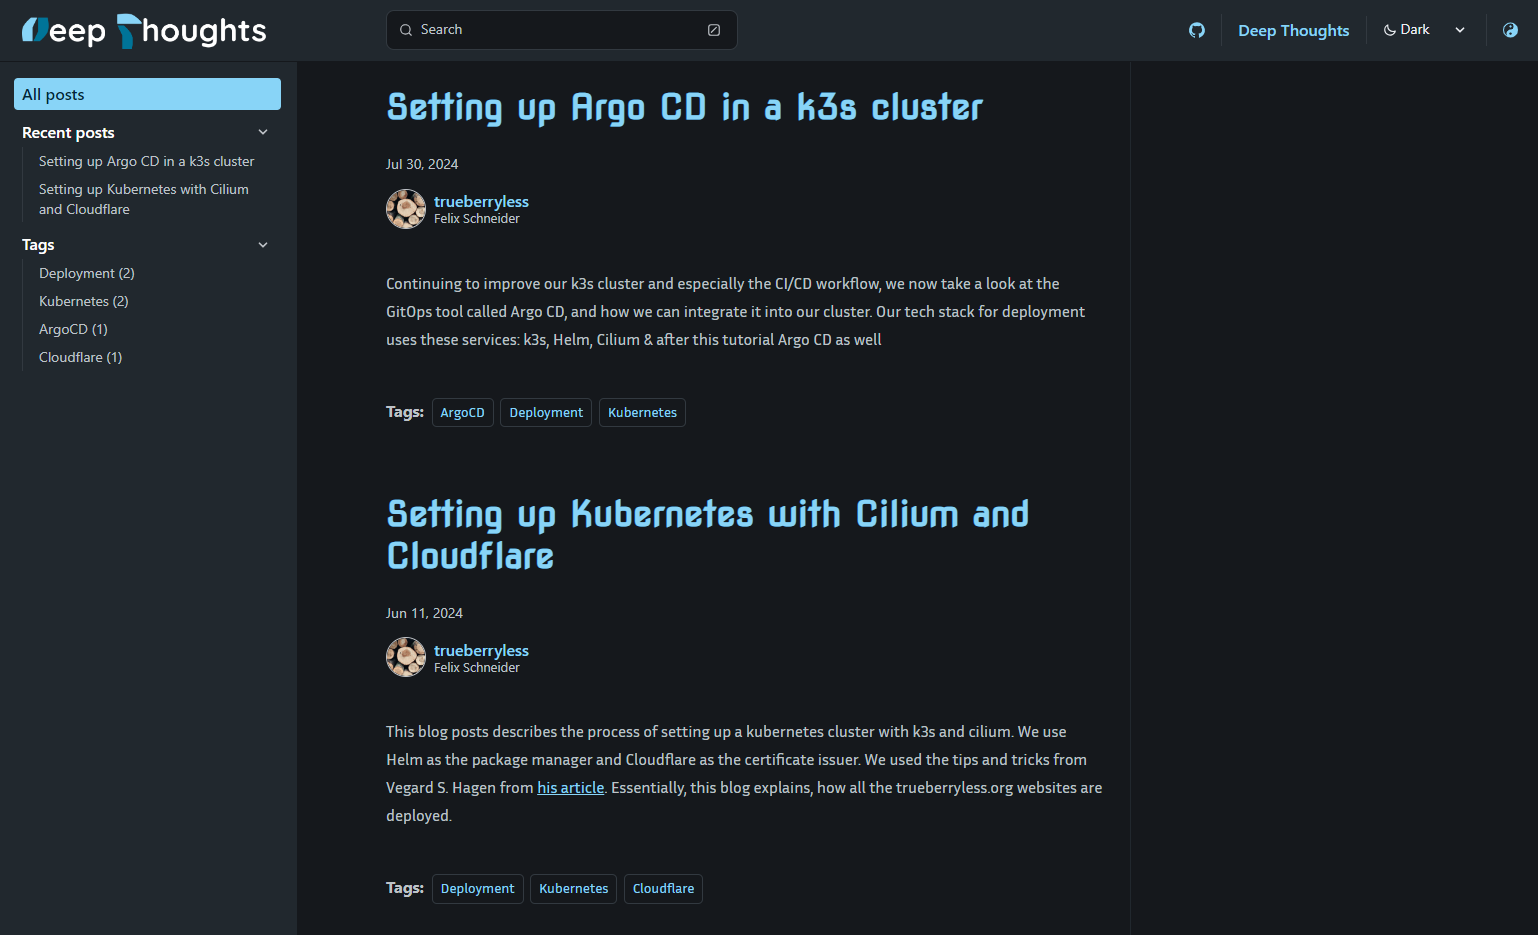 Deep Thoughts
Search
Deep Thoughts
Dark
All posts
Recent posts
Setting up Argo CD in a k3s cluster
Setting up Kubernetes with Cilium
and Cloudflare
Tags
Deployment (2)
Kubernetes (2)
ArgoCD (1)
Cloudflare (1)
Setting up Argo CD in a k3s cluster
Jul 30, 2024
trueberryless
Felix Schneider
Continuing to improve our k3s cluster and especially the CI/CD workflow, we now take a look at the
GitOps tool called Argo CD, and how we can integrate it into our cluster. Our tech stack for deployment
uses these services: k3s, Helm, Cilium & after this tutorial Argo CD as well
Tags: ArgoCD Deployment Kubernetes
Setting up Kubernetes with Cilium and
Cloudflare
Jun 11, 2024
trueberryless
Felix Schneider
This blog posts describes the process of setting up a kubernetes cluster with k3s and cilium. We use
Helm as the package manager and Cloudflare as the certificate issuer. We used the tips and tricks from
Vegard S. Hagen from his article. Essentially, this blog explains, how all the trueberryless.org websites are
deployed.
Tags: Deployment Kubernetes Cloudflare